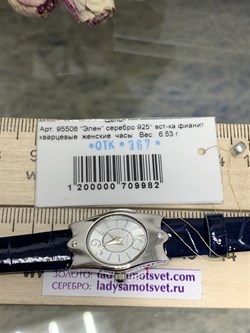 Арт. 95506 "Элен" серебро 925° вст-ка фианит
кварцевые женские часы Вес 6.53 г
*ОТК *367*
1 200000 709982
ЗОЛОТО: ladysamotsvet.ru
СЕРЕБРО: ladysamotsvet.ru